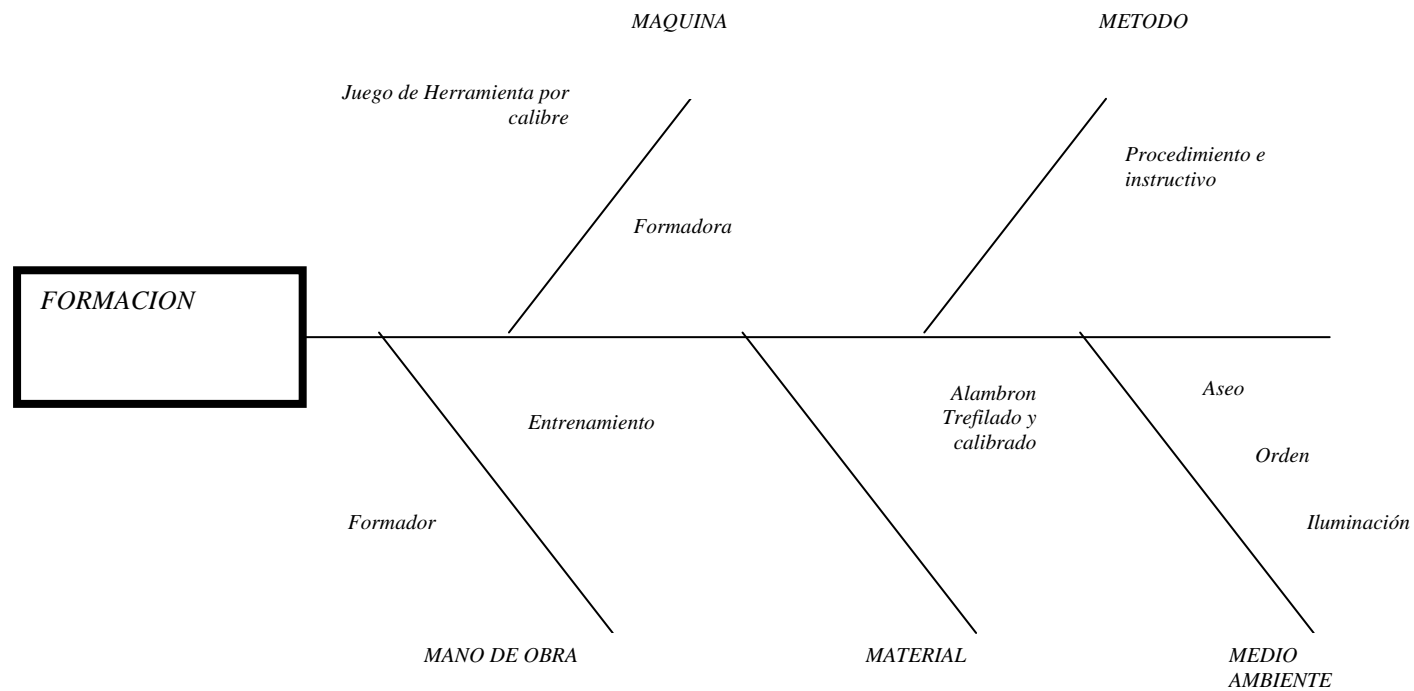 MAQUINA
METODO
Juego de Herramienta por
calibre
Procedimiento e
instructivo
Formadora
FORMACION
Aseo
Alambron
Trefilado y
calibrado
Entrenamiento
Orden
Formador
Iluminación
MANO DE OBRA
MATERIAL
MEDIO
AMBIENTE